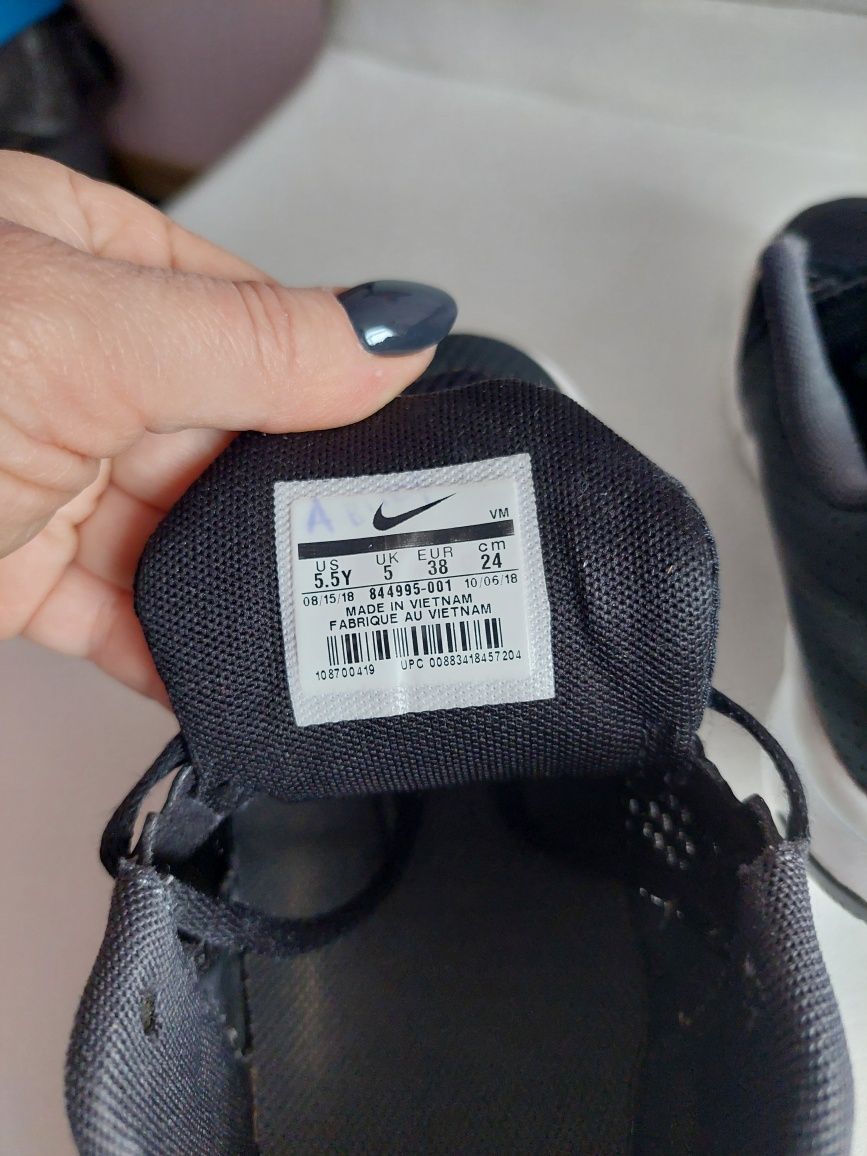 A
VM
US UK EUR cm
5.5Y 5 38 24
08/15/18 844995-001 10/06/18
MADE IN VIETNAM
FABRIQUE AU VIETNAM
108700419 UPC 00883418457204